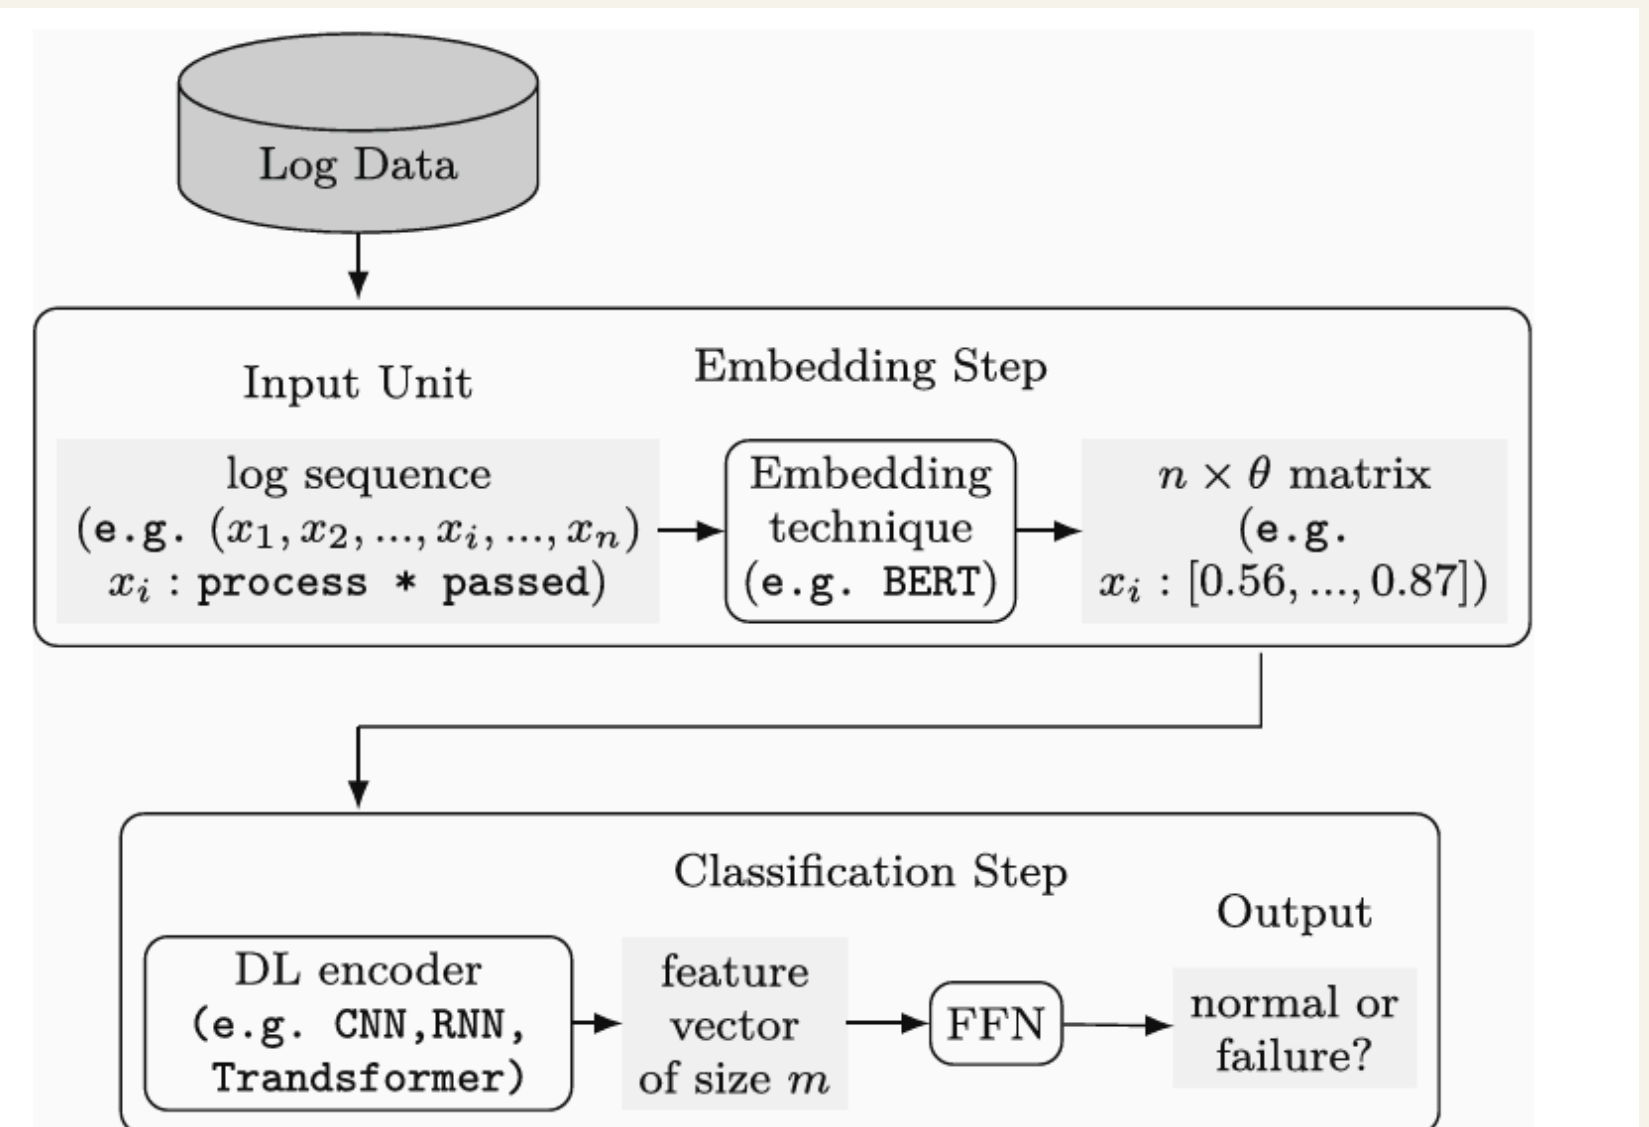 Log Data
Input Unit
Embedding Step
log sequence
(e.g. (x₁, x₂, ..., xᵢ, ..., xₙ)
xᵢ : process * passed)
Embedding
technique
(e.g. BERT)
n × θ matrix
(e.g.
xᵢ : [0.56, ..., 0.87])
Classification Step
DL encoder
(e.g. CNN,RNN,
Trandsformer)
feature
vector
of size m
FFN
Output
normal or
failure?